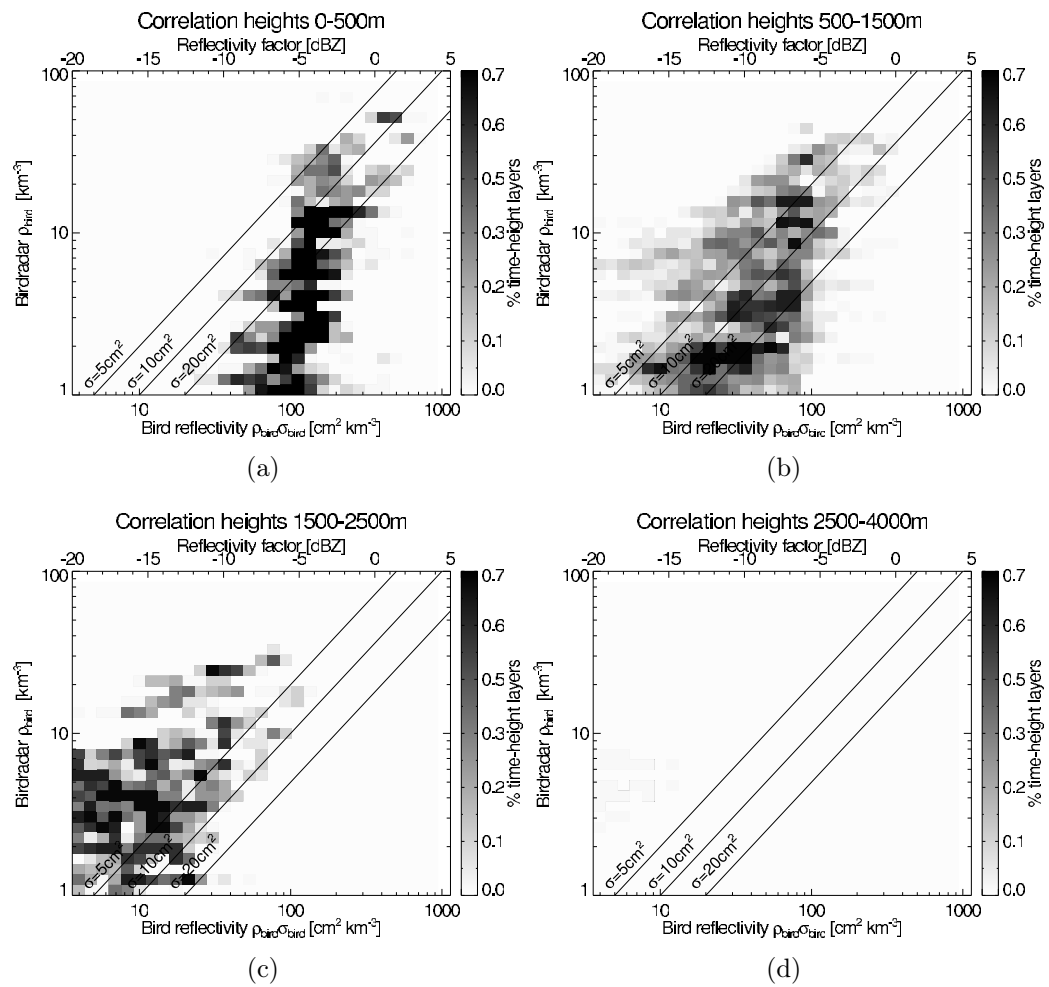 Correlation heights 0-500m
Reflectivity factor [dBZ]
-20 -15 -10 -5 0 5
100
10
1
Birdradar ρbird [km-3]
σ=5cm2
σ=10cm2
σ=20cm2
10 100 1000
Bird reflectivity ρbirdσbird [cm2 km-3]
0.7
0.6
0.5
0.3
0.2
0.1
0.0
% time-height layers
(a)
Correlation heights 500-1500m
Reflectivity factor [dBZ]
-20 -15 -10 -5 0 5
100
10
1
Birdradar ρbird [km-3]
σ=5cm2
σ=10cm2
σ=20cm2
10 100 1000
Bird reflectivity ρbirdσbird [cm2 km-3]
0.7
0.6
0.5
0.3
0.2
0.1
0.0
% time-height layers
(b)
Correlation heights 1500-2500m
Reflectivity factor [dBZ]
-20 -15 -10 -5 0 5
100
10
1
Birdradar ρbird [km-3]
σ=5cm2
σ=10cm2
σ=20cm2
10 100 1000
Bird reflectivity ρbirdσbird [cm2 km-3]
0.7
0.6
0.5
0.3
0.2
0.1
0.0
% time-height layers
(c)
Correlation heights 2500-4000m
Reflectivity factor [dBZ]
-20 -15 -10 -5 0 5
100
10
1
Birdradar ρbird [km-3]
σ=5cm2
σ=10cm2
σ=20cm2
10 100 1000
Bird reflectivity ρbirdσbird [cm2 km-3]
0.7
0.6
0.5
0.3
0.2
0.1
0.0
% time-height layers
(d)